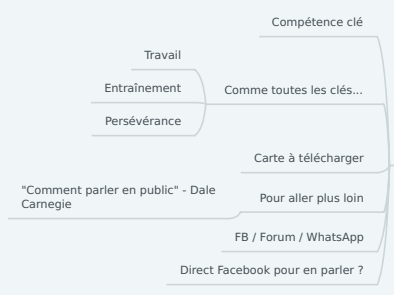 Compétence clé
Travail
Entraînement
Persévérance
Comme toutes les clés...
Carte à télécharger
"Comment parler en public" - Dale
Carnegie
Pour aller plus loin
FB / Forum / WhatsApp
Direct Facebook pour en parler ?